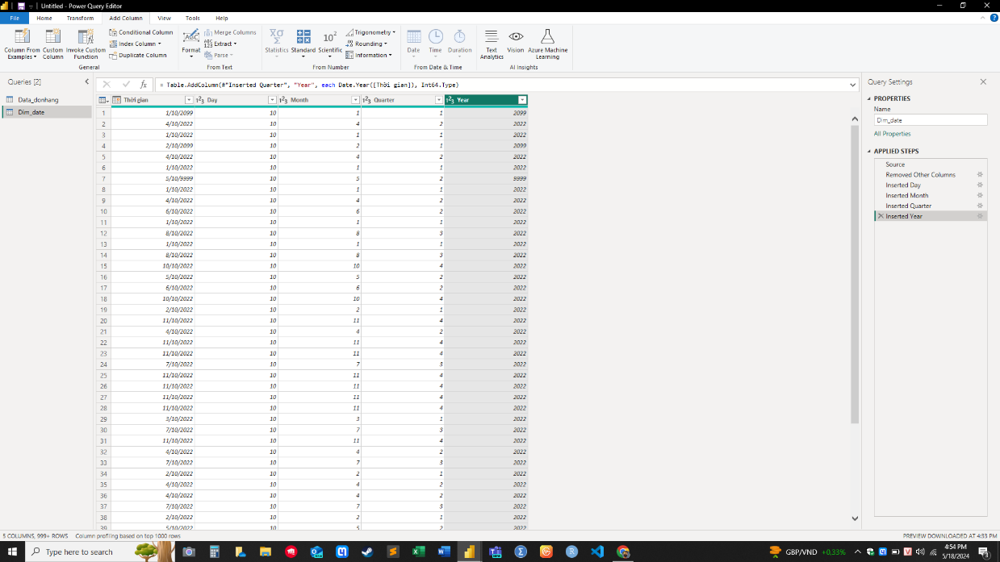 Untitled - Power Query Editor
File Home Transform Add Column View Tools Help
Column From Examples
Custom Column
Invoke Custom Function
Conditional Column
Index Column
Duplicate Column
General
Format
Merge Columns
Extract
Parse
From Text
Statistics
Standard
Scientific
Trigonometry
Rounding
Information
From Number
Date
Time
Duration
From Date & Time
Text Analytics
Vision
Azure Machine Learning
AI Insights
Queries [2]
Data_donhang
Dim_date
= Table.AddColumn(#"Inserted Quarter", "Year", each Date.Year([Thời gian]), Int64.Type)
Thời gian Day Month Quarter Year
1 1/10/2099 10 1 1 2099
2 4/10/2022 10 4 2 2022
3 1/10/2022 10 1 1 2022
4 2/10/2099 10 2 1 2099
5 4/10/2022 10 4 2 2022
6 1/10/2022 10 1 1 2022
7 5/10/9999 10 5 2 9999
8 1/10/2022 10 1 1 2022
9 4/10/2022 10 4 2 2022
10 6/10/2022 10 6 2 2022
11 1/10/2022 10 1 1 2022
12 8/10/2022 10 8 3 2022
13 1/10/2022 10 1 1 2022
14 8/10/2022 10 8 3 2022
15 10/10/2022 10 10 4 2022
16 5/10/2022 10 5 2 2022
17 6/10/2022 10 6 2 2022
18 10/10/2022 10 10 4 2022
19 2/10/2022 10 2 1 2022
20 11/10/2022 10 11 4 2022
21 4/10/2022 10 4 2 2022
22 11/10/2022 10 11 4 2022
23 11/10/2022 10 11 4 2022
24 7/10/2022 10 7 3 2022
25 11/10/2022 10 11 4 2022
26 11/10/2022 10 11 4 2022
27 11/10/2022 10 11 4 2022
28 11/10/2022 10 11 4 2022
29 3/10/2022 10 3 1 2022
30 7/10/2022 10 7 3 2022
31 11/10/2022 10 11 4 2022
32 4/10/2022 10 4 2 2022
33 7/10/2022 10 7 3 2022
34 2/10/2022 10 2 1 2022
35 4/10/2022 10 4 2 2022
36 4/10/2022 10 4 2 2022
37 7/10/2022 10 7 3 2022
38 2/10/2022 10 2 1 2022
39 5/10/2022 10 5 2 2022
Query Settings
PROPERTIES
Name
Dim_date
All Properties
APPLIED STEPS
Source
Removed Other Columns
Inserted Day
Inserted Month
Inserted Quarter
Inserted Year
5 COLUMNS, 999+ ROWS Column profiling based on top 1000 rows
PREVIEW DOWNLOADED AT 4:33 PM
Type here to search
GBP/VND +0,33%
4:54 PM
5/18/2024
3